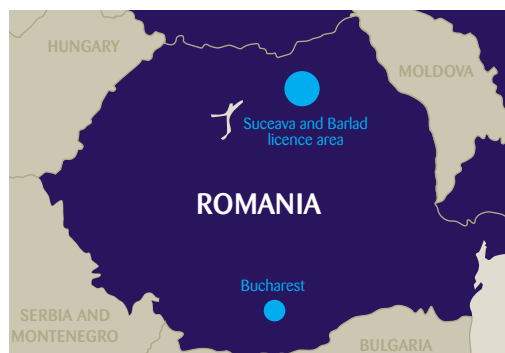 HUNGARY
MOLDOVA
Suceava and Barlad
licence area
ROMANIA
Bucharest
SERBIA AND
MONTENEGRO
BULGARIA